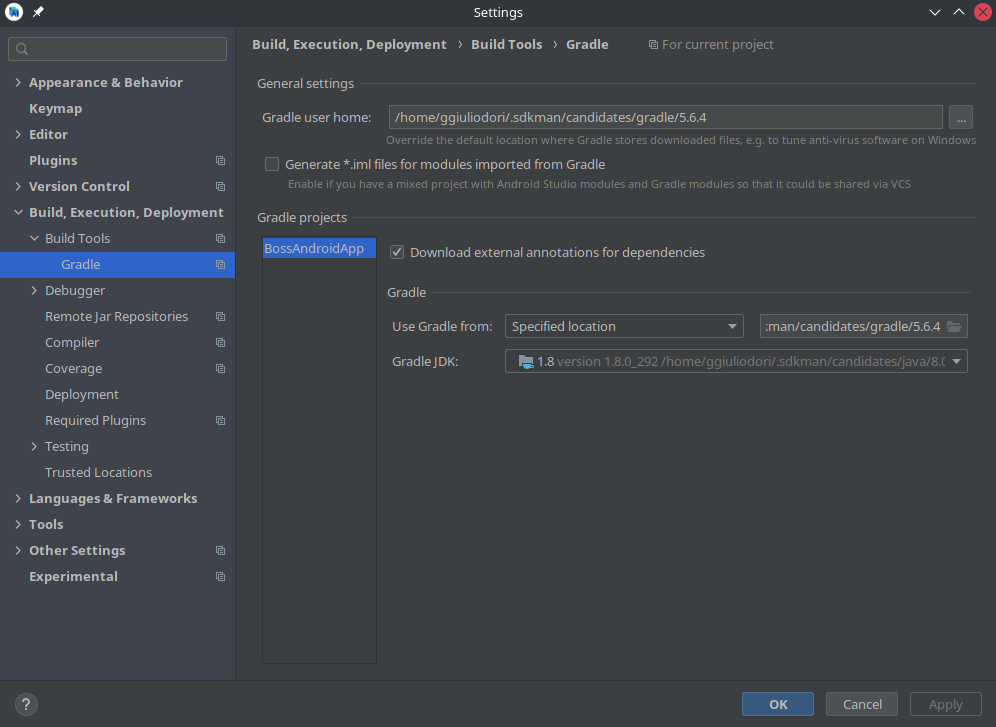 Settings
Build, Execution, Deployment › Build Tools › Gradle For current project
Appearance & Behavior
Keymap
Editor
Plugins
Version Control
Build, Execution, Deployment
Build Tools
Gradle
Debugger
Remote Jar Repositories
Compiler
Coverage
Deployment
Required Plugins
Testing
Trusted Locations
Languages & Frameworks
Tools
Other Settings
Experimental
General settings
Gradle user home: /home/ggiuliodori/.sdkman/candidates/gradle/5.6.4 ...
Override the default location where Gradle stores downloaded files, e.g. to tune anti-virus software on Windows
Generate *.iml files for modules imported from Gradle
Enable if you have a mixed project with Android Studio modules and Gradle modules so that it could be shared via VCS
Gradle projects
BossAndroidApp
Download external annotations for dependencies
Gradle
Use Gradle from: Specified location :man/candidates/gradle/5.6.4
Gradle JDK: 1.8 version 1.8.0_292 /home/ggiuliodori/.sdkman/candidates/java/8.0
?
OK Cancel Apply